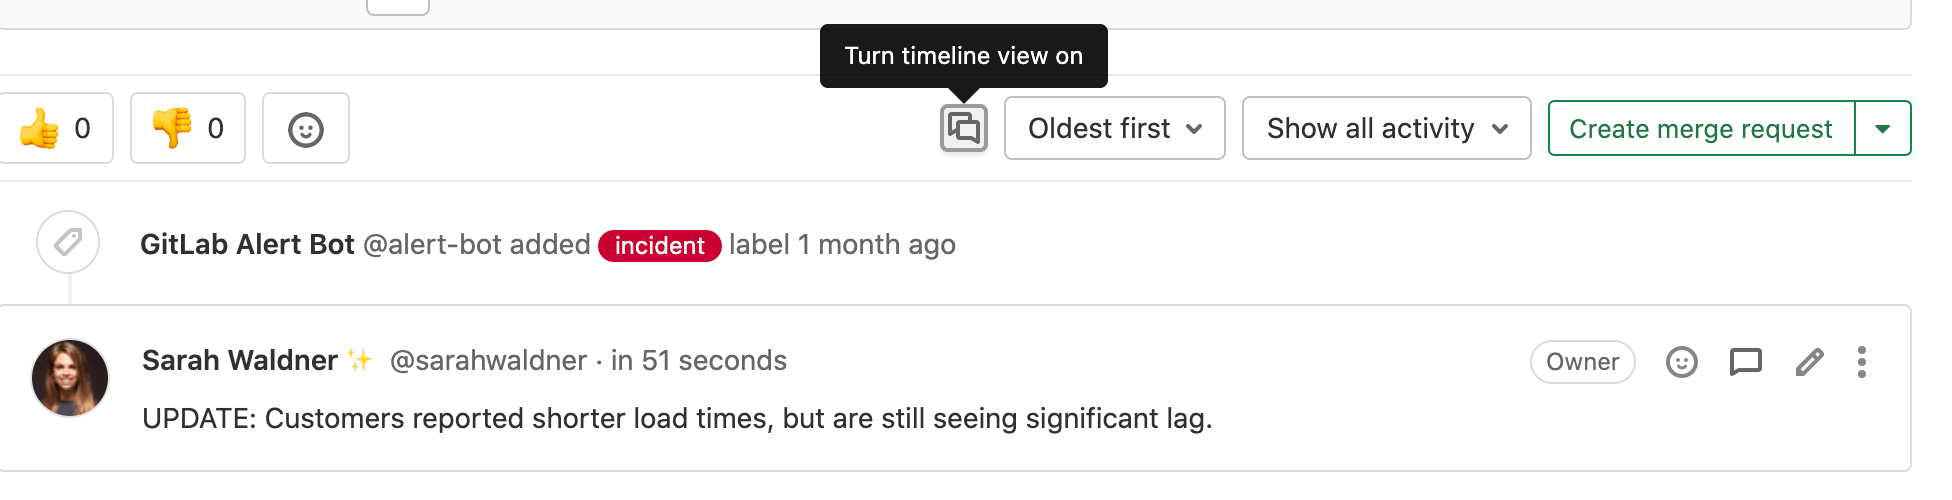 Turn timeline view on
0 0 Oldest first Show all activity Create merge request
GitLab Alert Bot @alert-bot added incident label 1 month ago
Sarah Waldner ✨ @sarahwaldner · in 51 seconds Owner
UPDATE: Customers reported shorter load times, but are still seeing significant lag.